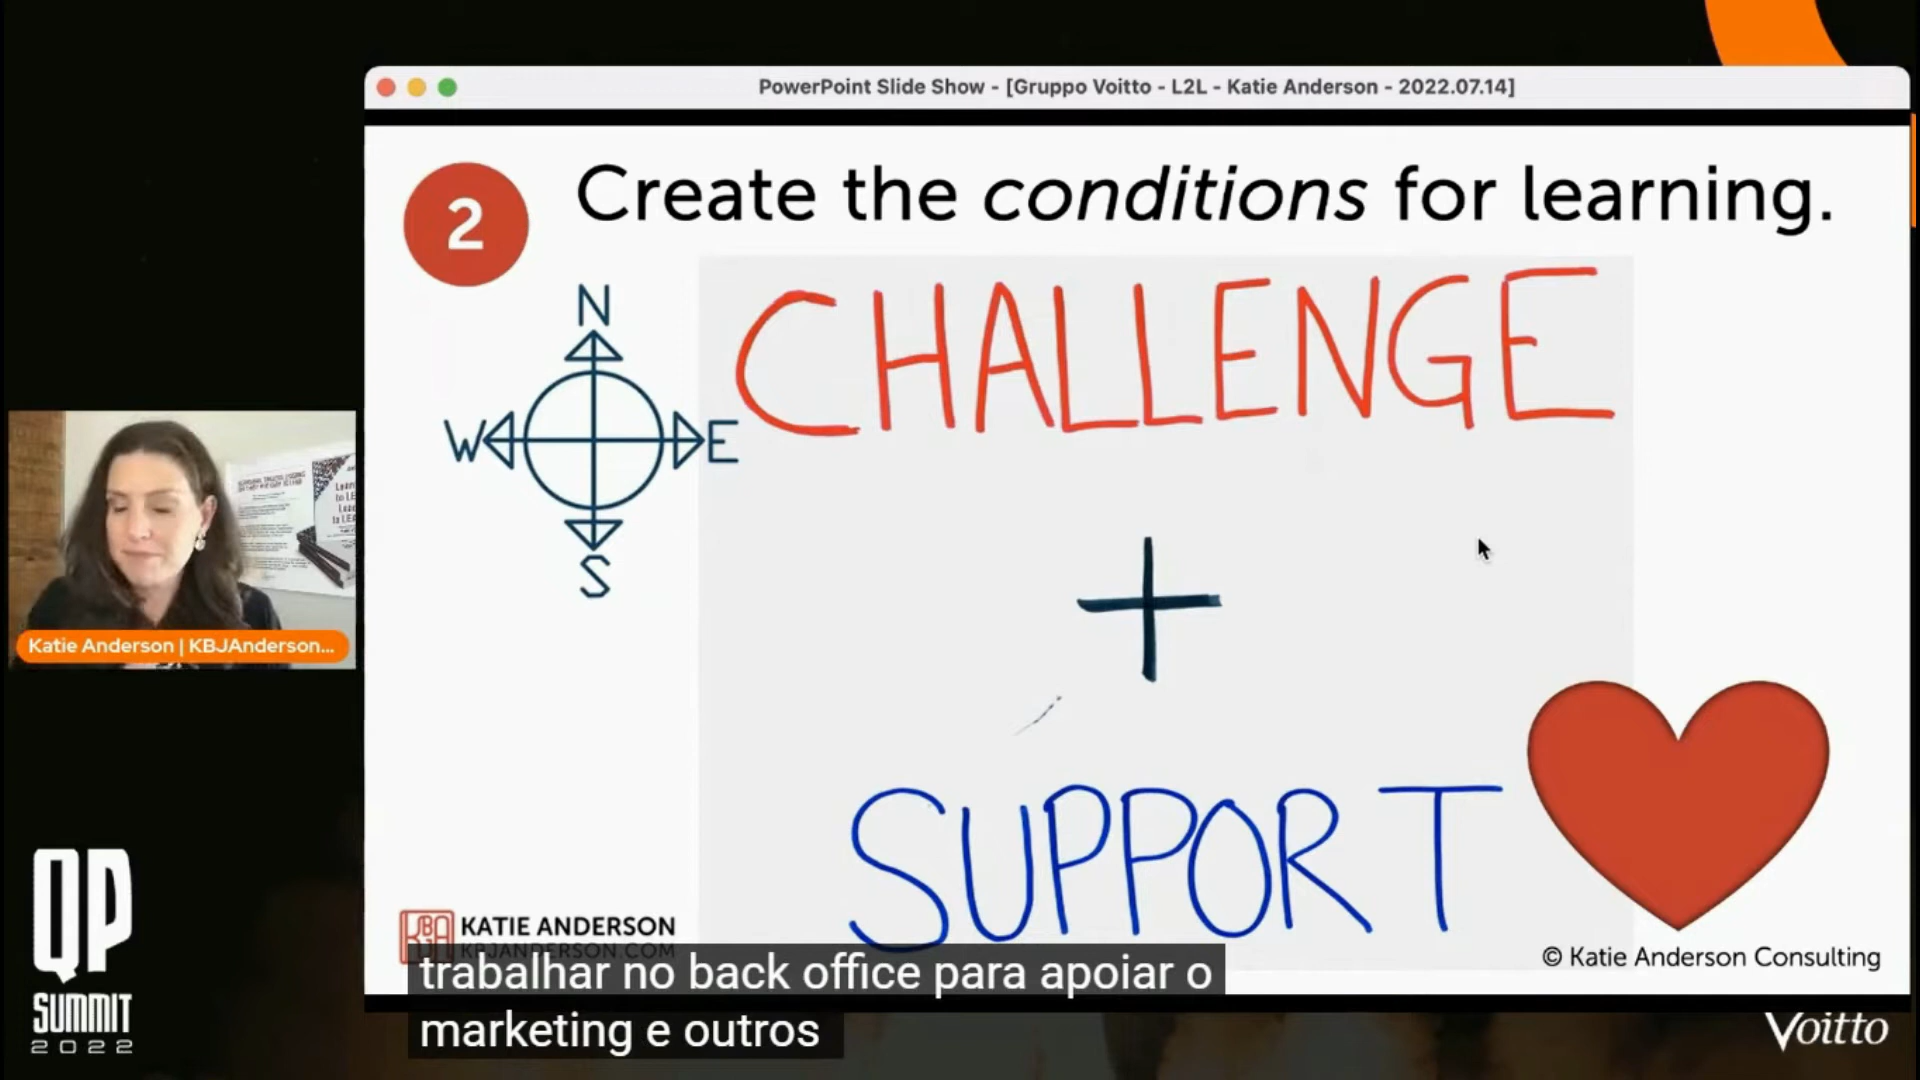 PowerPoint Slide Show - [Gruppo Voitto - L2L - Katie Anderson - 2022.07.14]
2
Create the conditions for learning.
N
W
E
S
CHALLENGE
+
SUPPORT
Katie Anderson | KBJAnderson...
KATIE ANDERSON
KBJANDERSON.COM
© Katie Anderson Consulting
trabalhar no back office para apoiar o
marketing e outros
QP
SUMMIT
2022
Voitto